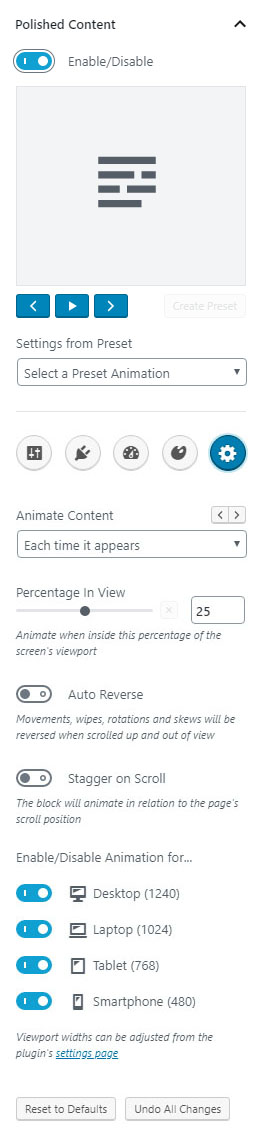 Polished Content
Enable/Disable
Create Preset
Settings from Preset
Select a Preset Animation
Animate Content
Each time it appears
Percentage In View
25
Animate when inside this percentage of the
screen's viewport
Auto Reverse
Movements, wipes, rotations and skews will be
reversed when scrolled up and out of view
Stagger on Scroll
The block will animate in relation to the page's
scroll position
Enable/Disable Animation for...
Desktop (1240)
Laptop (1024)
Tablet (768)
Smartphone (480)
Viewport widths can be adjusted from the
plugin's settings page
Reset to Defaults Undo All Changes